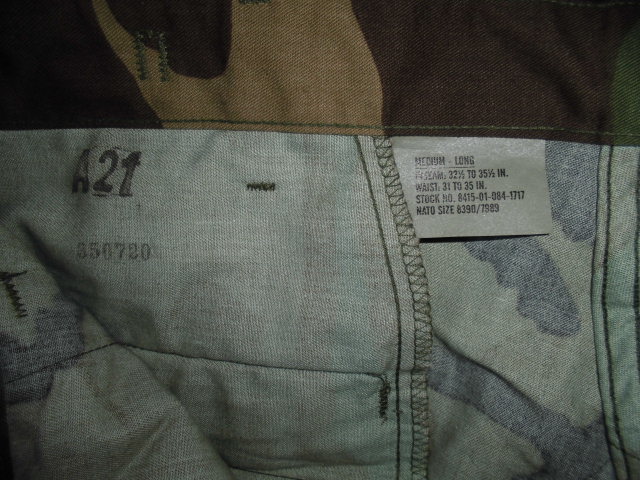 A21
350720
MEDIUM - LONG
INSEAM: 32½ TO 35½ IN.
WAIST: 31 TO 35 IN.
STOCK NO. 8415-01-084-1717
NATO SIZE 8390/7989